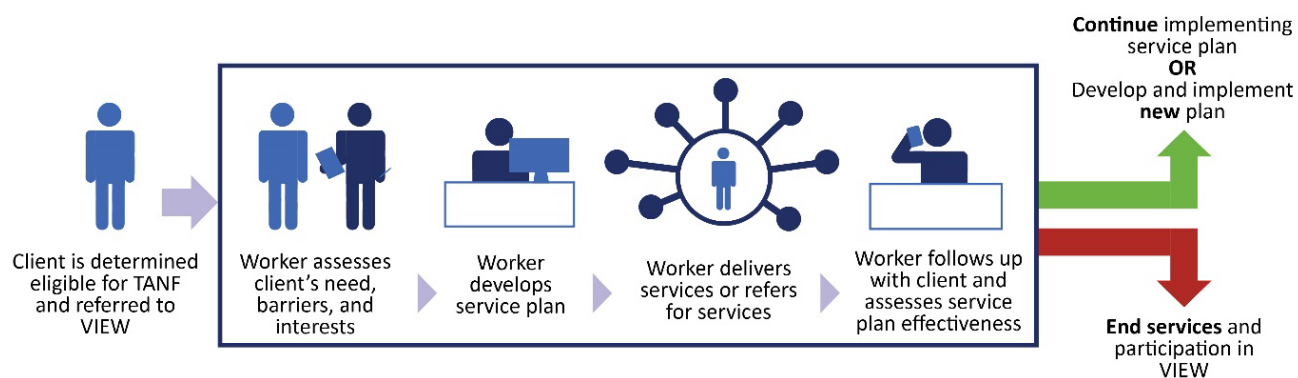 Client is determined
eligible for TANF
and referred to
VIEW
Worker assesses
client’s need,
barriers, and
interests
Worker
develops
service plan
Worker delivers
services or refers
for services
Worker follows up
with client and
assesses service
plan effectiveness
Continue implementing
service plan
OR
Develop and implement
new plan
End services and
participation in
VIEW